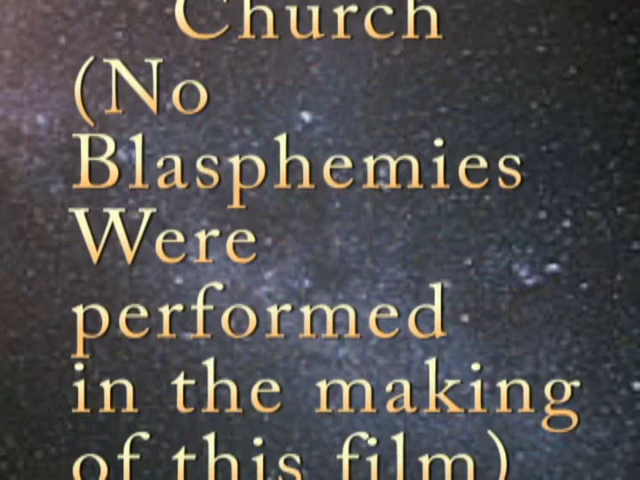 Church
(No
Blasphemies
Were
performed
in the making
of this film)